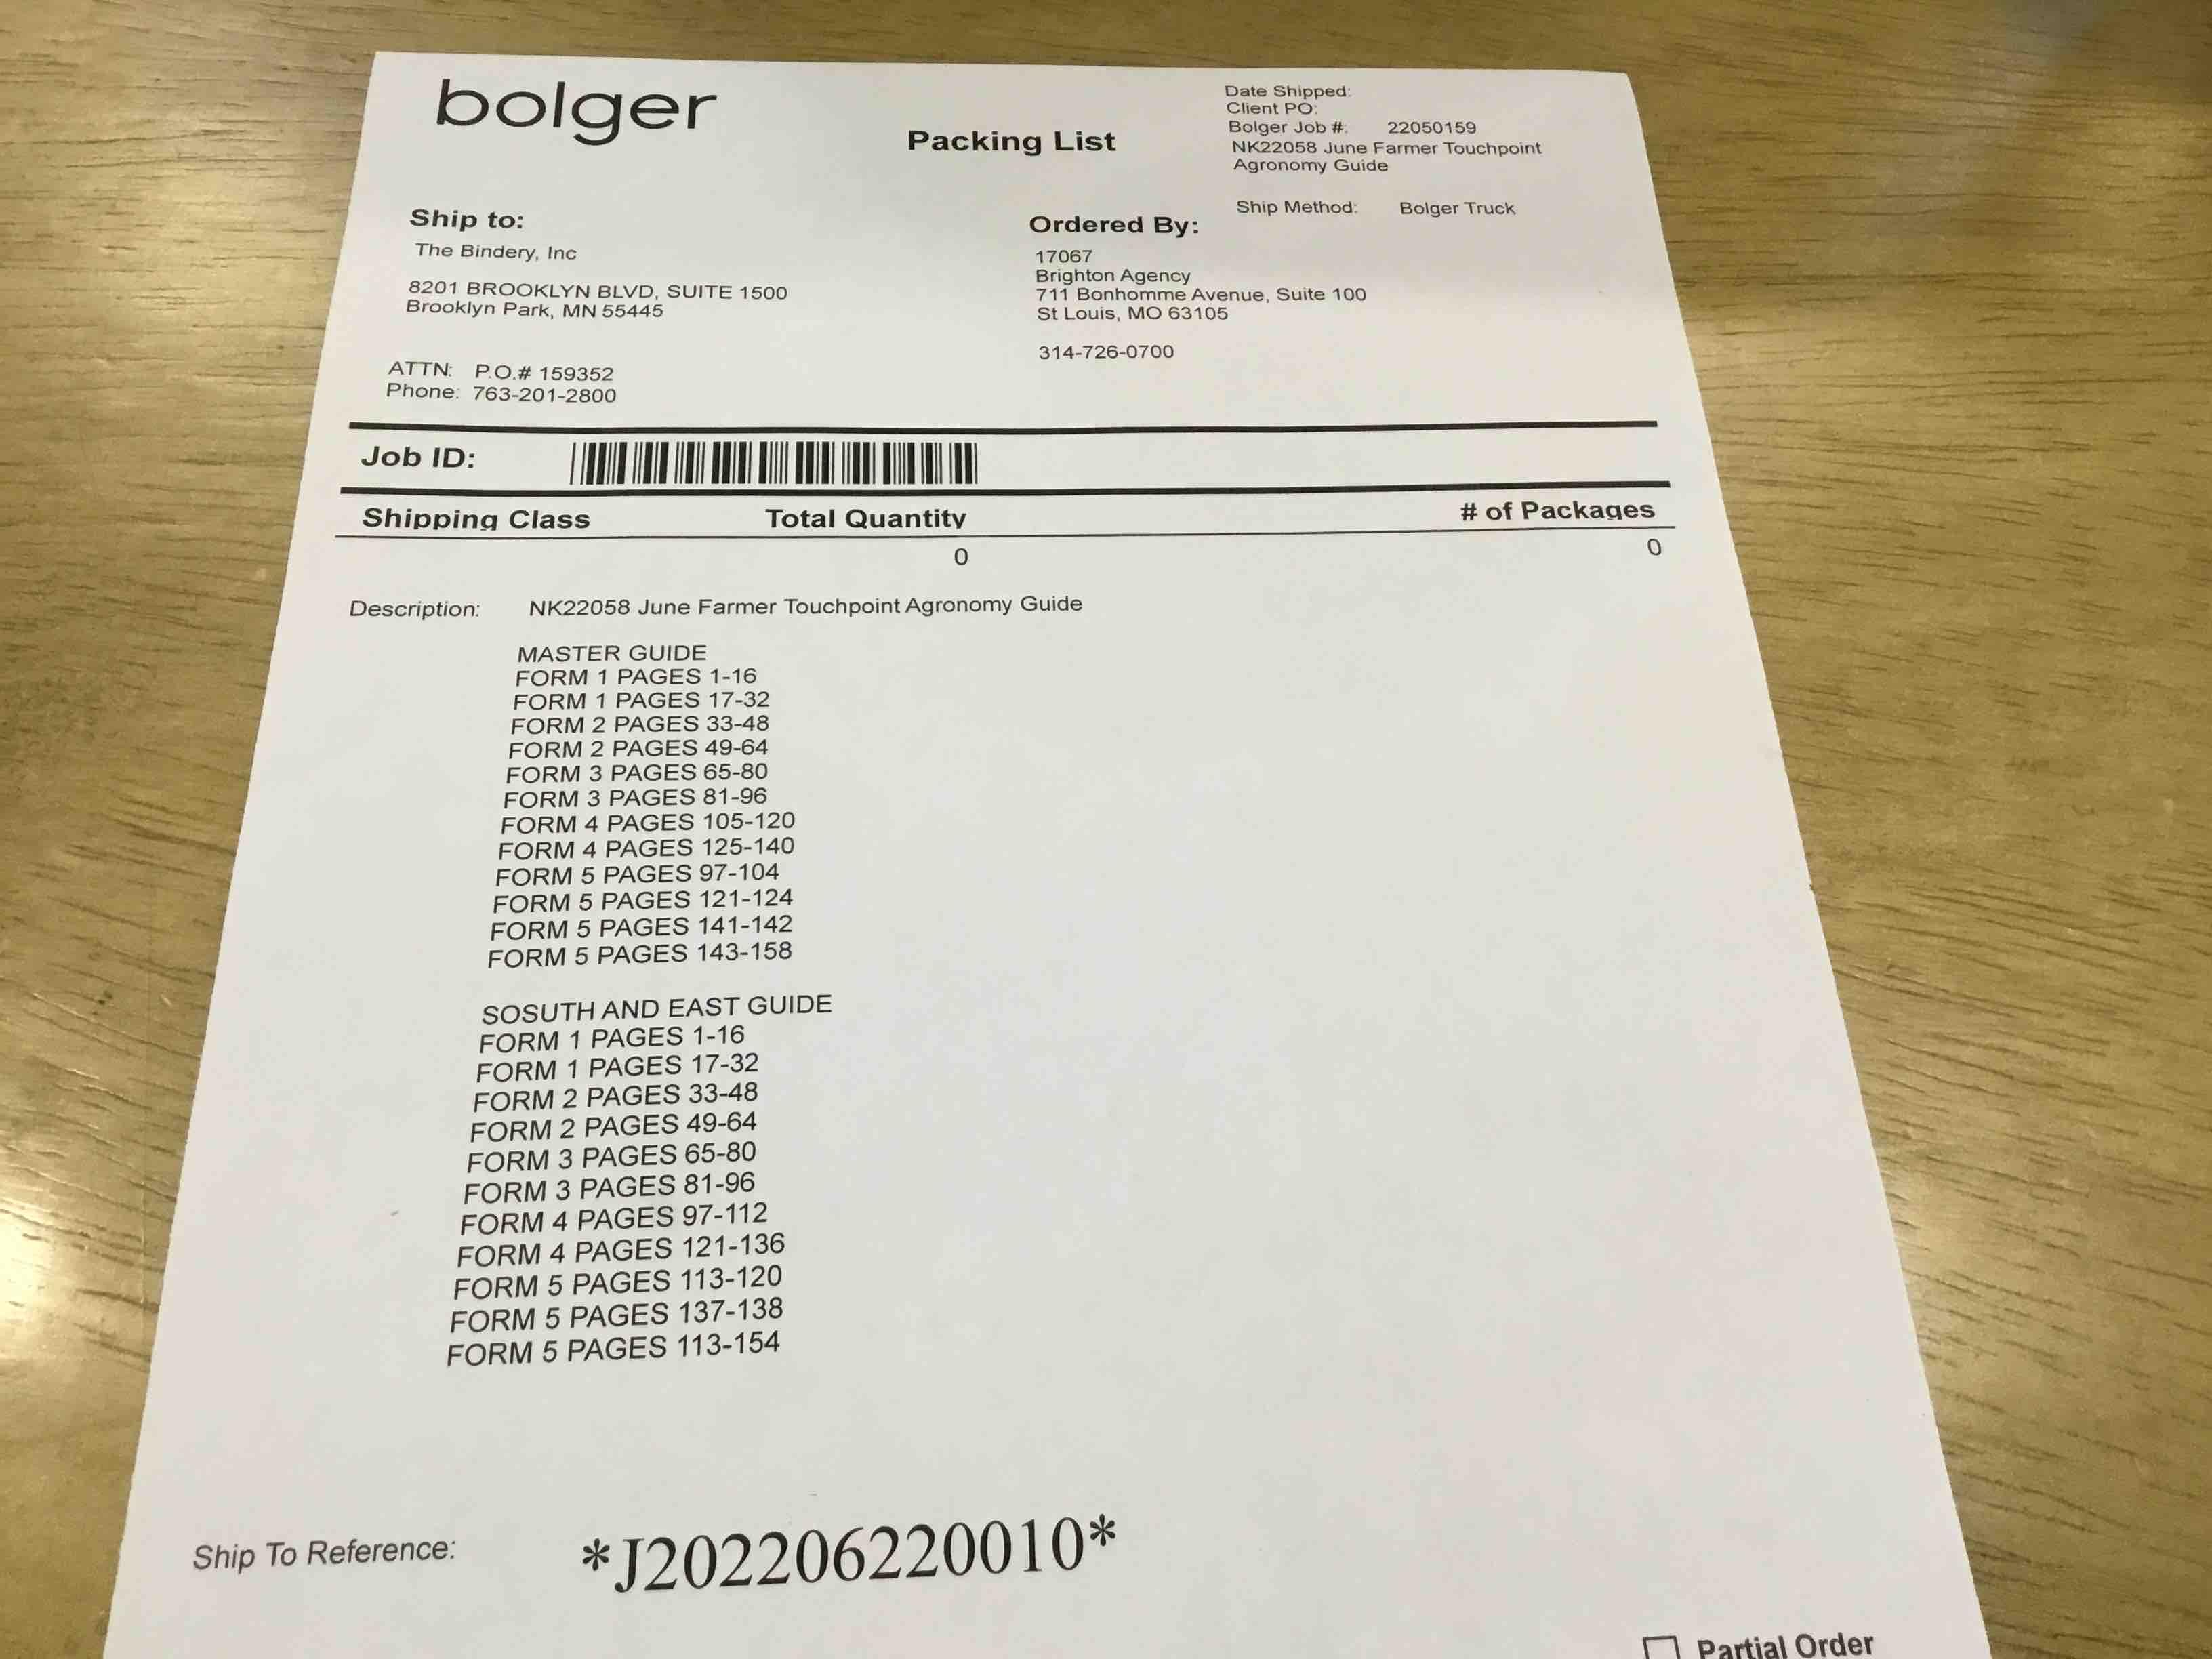 bolger
Packing List
Date Shipped:
Client PO:
Bolger Job #: 22050159
NK22058 June Farmer Touchpoint
Agronomy Guide
Ship Method: Bolger Truck
Ship to:
The Bindery, Inc
8201 BROOKLYN BLVD, SUITE 1500
Brooklyn Park, MN 55445
ATTN: P.O.# 159352
Phone: 763-201-2800
Ordered By:
17067
Brighton Agency
711 Bonhomme Avenue, Suite 100
St Louis, MO 63105
314-726-0700
Job ID:
Shipping Class Total Quantity # of Packages
0 0
Description: NK22058 June Farmer Touchpoint Agronomy Guide
MASTER GUIDE
FORM 1 PAGES 1-16
FORM 1 PAGES 17-32
FORM 2 PAGES 33-48
FORM 2 PAGES 49-64
FORM 3 PAGES 65-80
FORM 3 PAGES 81-96
FORM 4 PAGES 105-120
FORM 4 PAGES 125-140
FORM 5 PAGES 97-104
FORM 5 PAGES 121-124
FORM 5 PAGES 141-142
FORM 5 PAGES 143-158
SOSUTH AND EAST GUIDE
FORM 1 PAGES 1-16
FORM 1 PAGES 17-32
FORM 2 PAGES 33-48
FORM 2 PAGES 49-64
FORM 3 PAGES 65-80
FORM 3 PAGES 81-96
FORM 4 PAGES 97-112
FORM 4 PAGES 121-136
FORM 5 PAGES 113-120
FORM 5 PAGES 137-138
FORM 5 PAGES 113-154
Ship To Reference: *J202206220010*
Partial Order